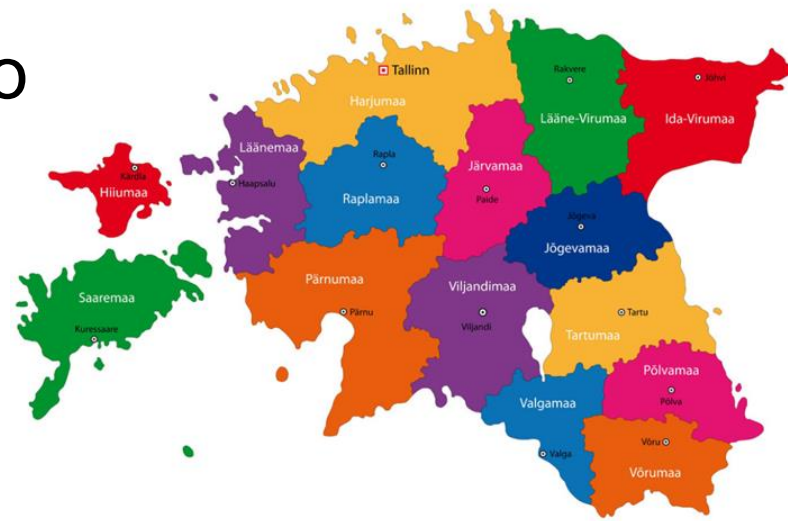 Tallinn
Harjumaa
Rakvere
Lääne-Virumaa
Jõhvi
Ida-Virumaa
Läänemaa
Haapsalu
Kärdla
Hiiumaa
Rapla
Raplamaa
Järvamaa
Paide
Jõgeva
Jõgevamaa
Saaremaa
Kuressaare
Pärnumaa
Pärnu
Viljandimaa
Viljandi
Tartu
Tartumaa
Põlvamaa
Põlva
Valgamaa
Valga
Võru
Võrumaa